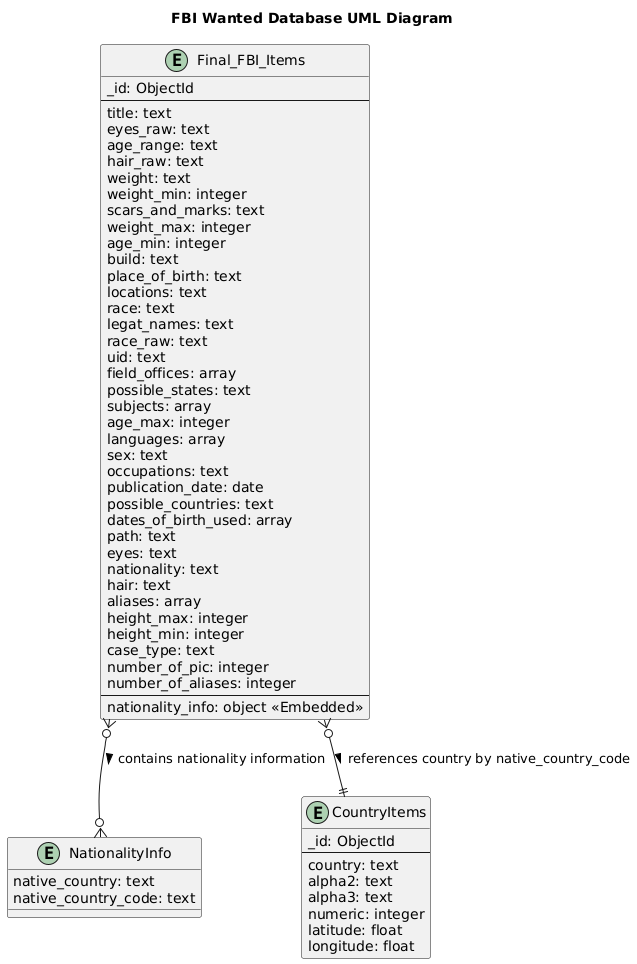 FBI Wanted Database UML Diagram
E Final_FBI_Items
_id: ObjectId
title: text
eyes_raw: text
age_range: text
hair_raw: text
weight: text
weight_min: integer
scars_and_marks: text
weight_max: integer
age_min: integer
build: text
place_of_birth: text
locations: text
race: text
legat_names: text
race_raw: text
uid: text
field_offices: array
possible_states: text
subjects: array
age_max: integer
languages: array
sex: text
occupations: text
publication_date: date
possible_countries: text
dates_of_birth_used: array
path: text
eyes: text
nationality: text
hair: text
aliases: array
height_max: integer
height_min: integer
case_type: text
number_of_pic: integer
number_of_aliases: integer
nationality_info: object «Embedded»
contains nationality information
references country by native_country_code
E NationalityInfo
native_country: text
native_country_code: text
E CountryItems
_id: ObjectId
country: text
alpha2: text
alpha3: text
numeric: integer
latitude: float
longitude: float